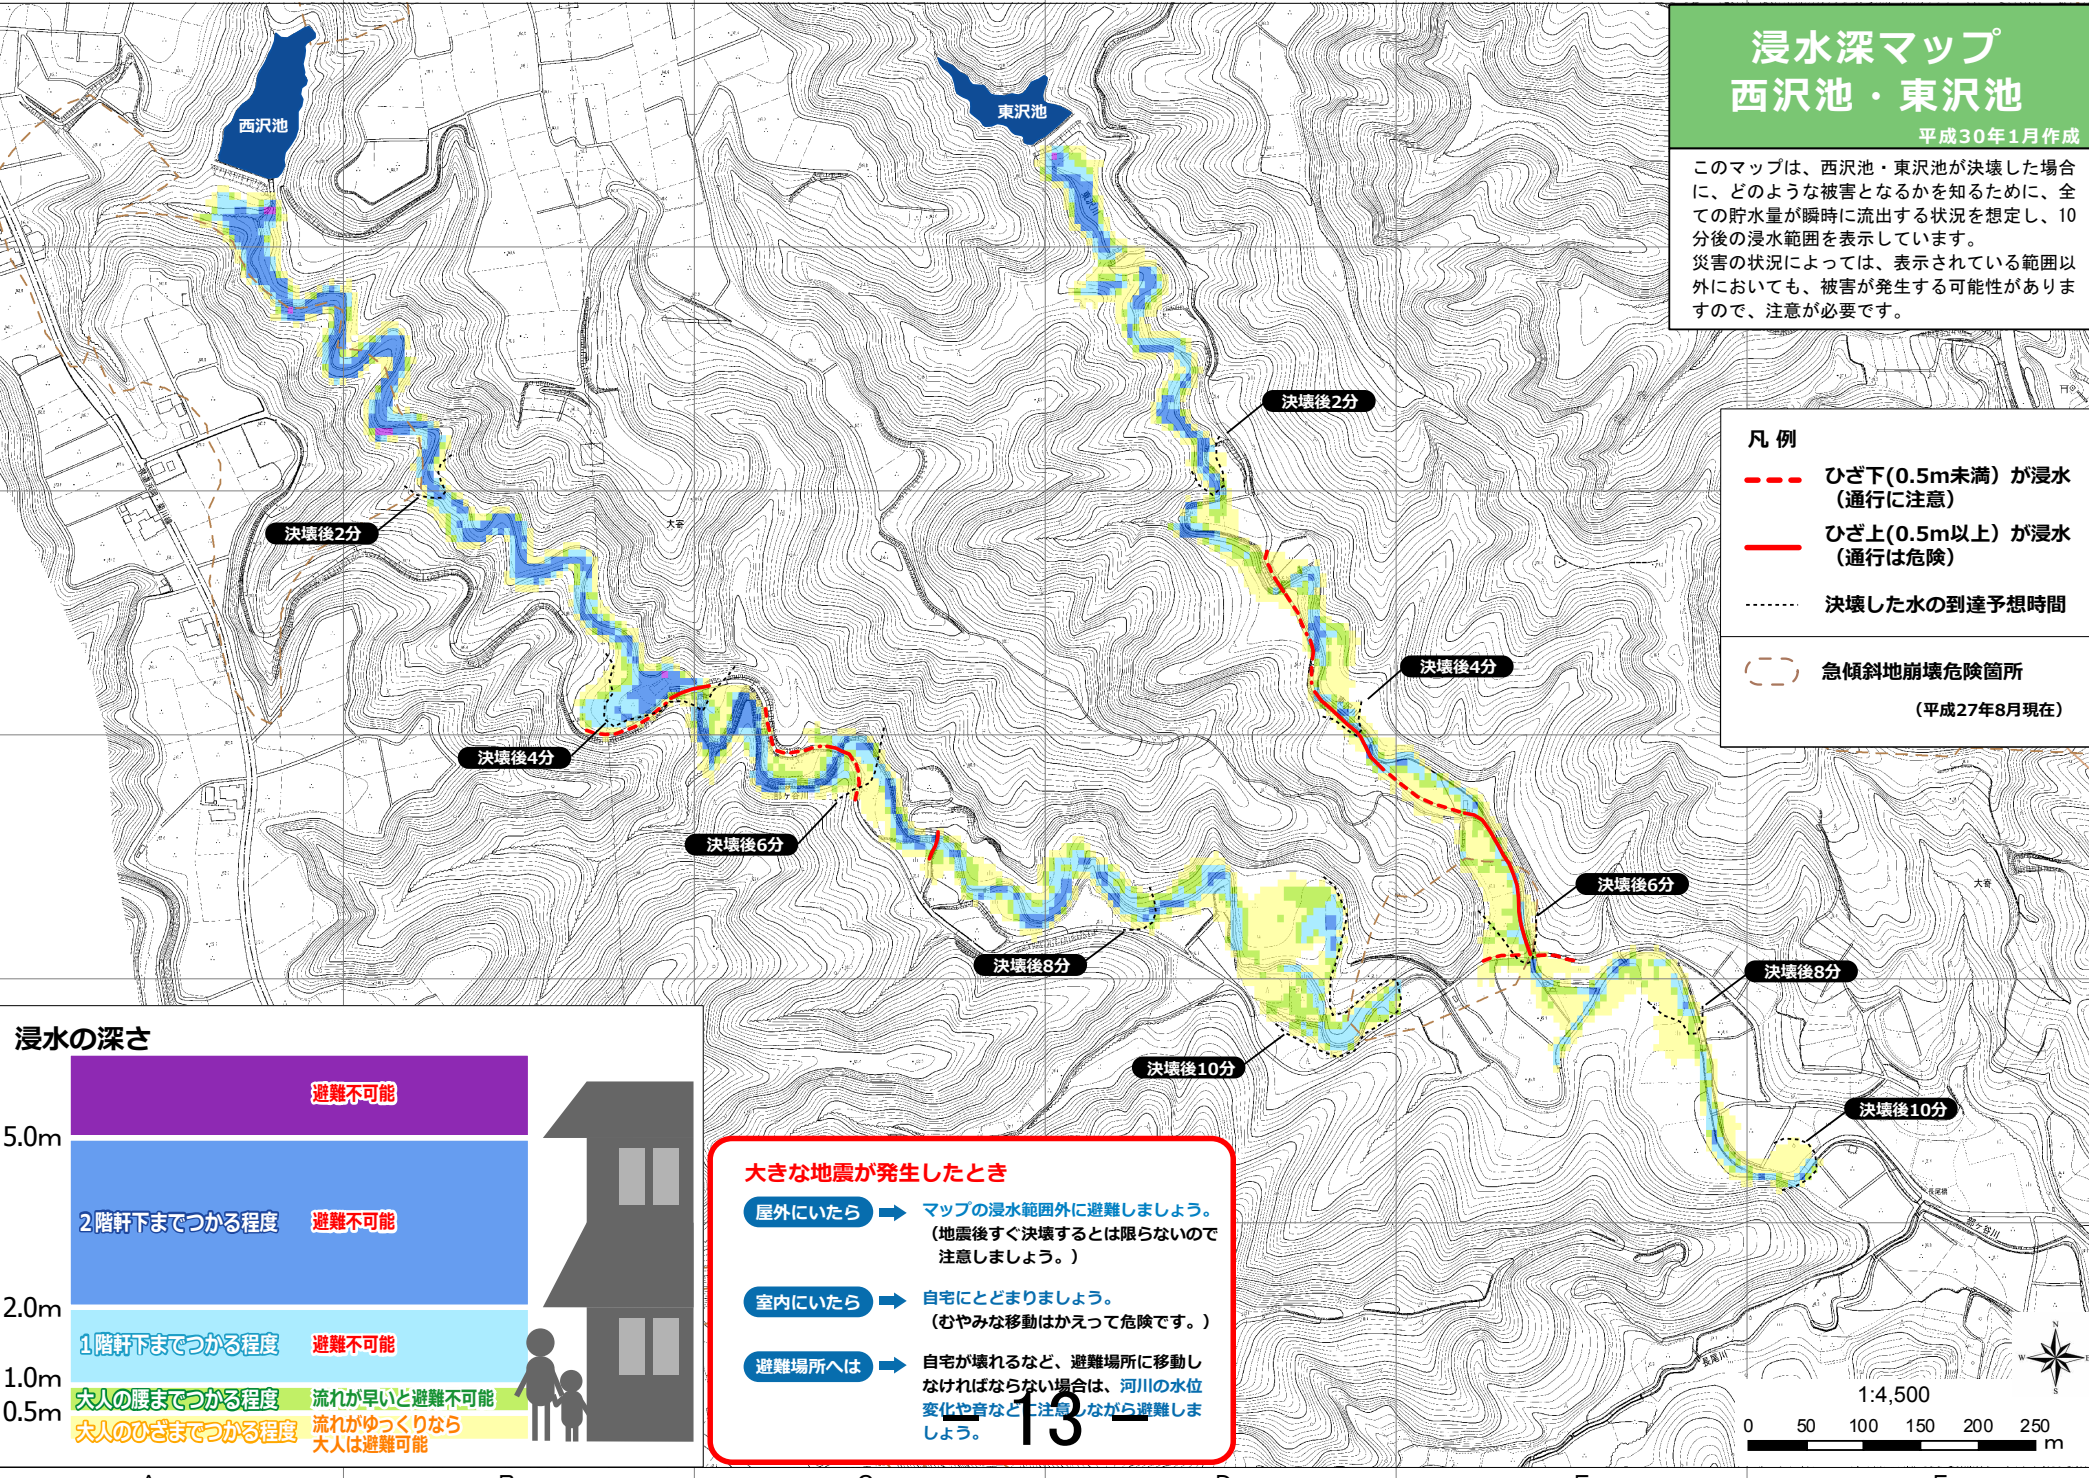 浸水深マップ
西沢池・東沢池
平成30年1月作成
このマップは、西沢池・東沢池が決壊した場合
に、どのような被害となるかを知るために、全
ての貯水量が瞬時に流出する状況を想定し、10
分後の浸水範囲を表示しています。
災害の状況によっては、表示されている範囲以
外においても、被害が発生する可能性がありま
すので、注意が必要です。
西沢池
東沢池
凡 例
ひざ下(0.5m未満）が浸水
（通行に注意）
ひざ上(0.5m以上）が浸水
（通行は危険）
決壊した水の到達予想時間
急傾斜地崩壊危険箇所
（平成27年8月現在）
決壊後2分
決壊後2分
大寄
決壊後4分
決壊後4分
決壊後6分
決壊後6分
大寄
決壊後8分
決壊後8分
決壊後10分
決壊後10分
長尾川
浸水の深さ
避難不可能
5.0m
2階軒下までつかる程度 避難不可能
2.0m
1階軒下までつかる程度 避難不可能
1.0m
大人の腰までつかる程度 流れが早いと避難不可能
0.5m
大人のひざまでつかる程度 流れがゆっくりなら
大人は避難可能
大きな地震が発生したとき
屋外にいたら
マップの浸水範囲外に避難しましょう。
（地震後すぐ決壊するとは限らないので
注意しましょう。）
室内にいたら
自宅にとどまりましょう。
（むやみな移動はかえって危険です。）
避難場所へは
自宅が壊れるなど、避難場所に移動し
なければならない場合は、河川の水位
変化や音などに注意しながら避難しま
しょう。
－ 13 －
N
W E
S
1:4,500
0 50 100 150 200 250
m